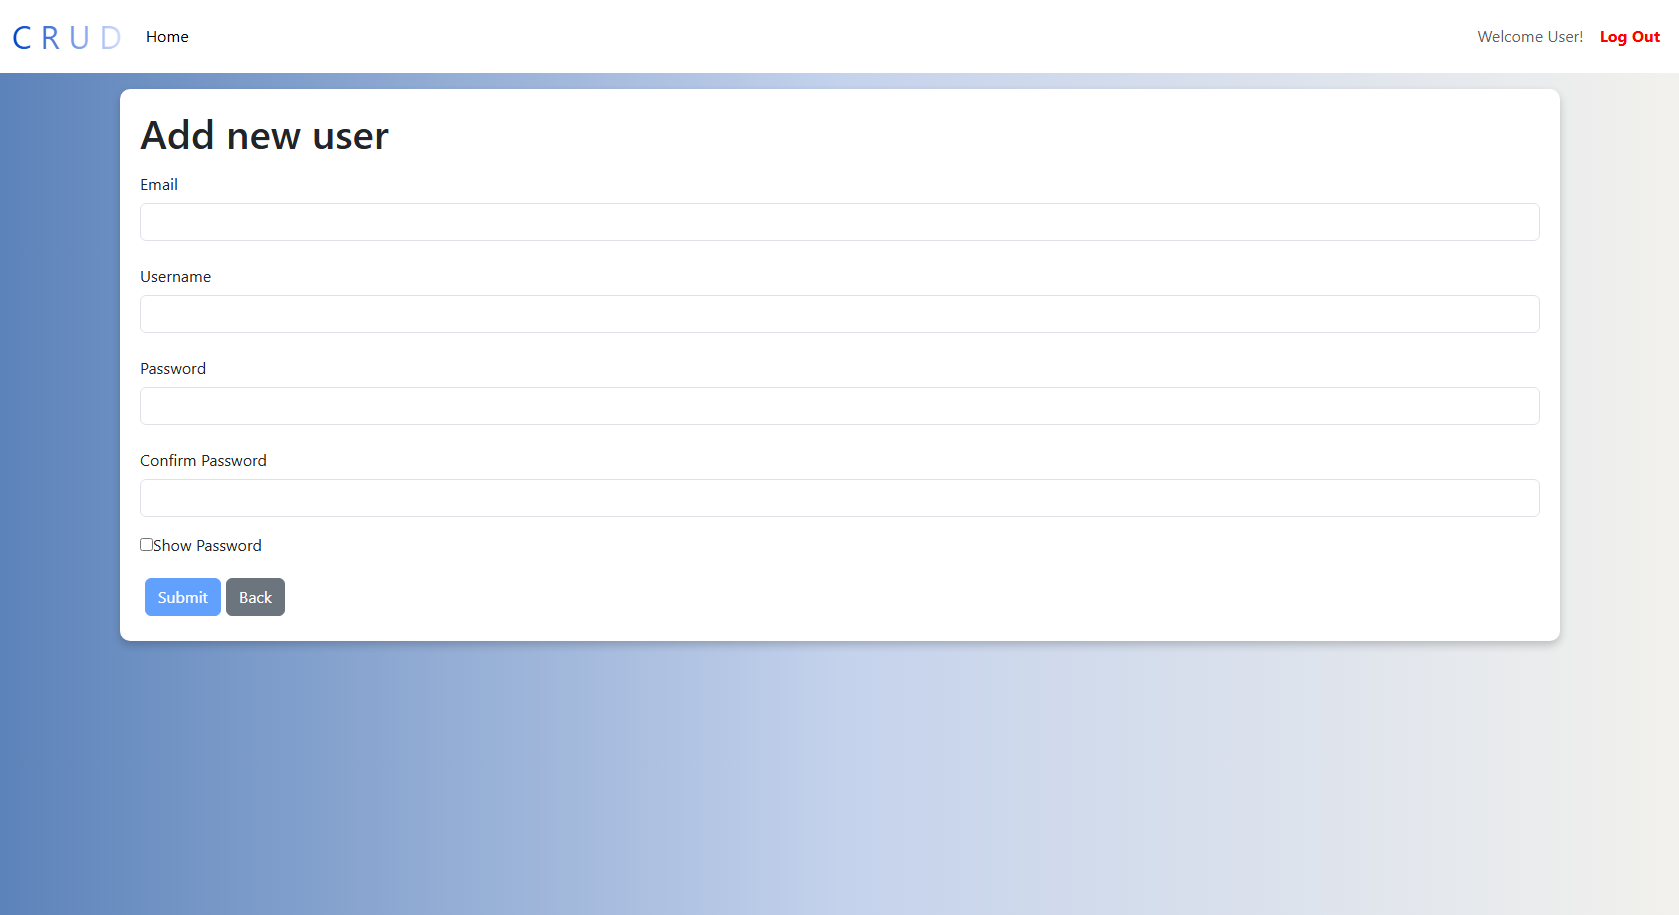 CRUD Home Welcome User! Log Out
Add new user
Email
Username
Password
Confirm Password
Show Password
Submit Back